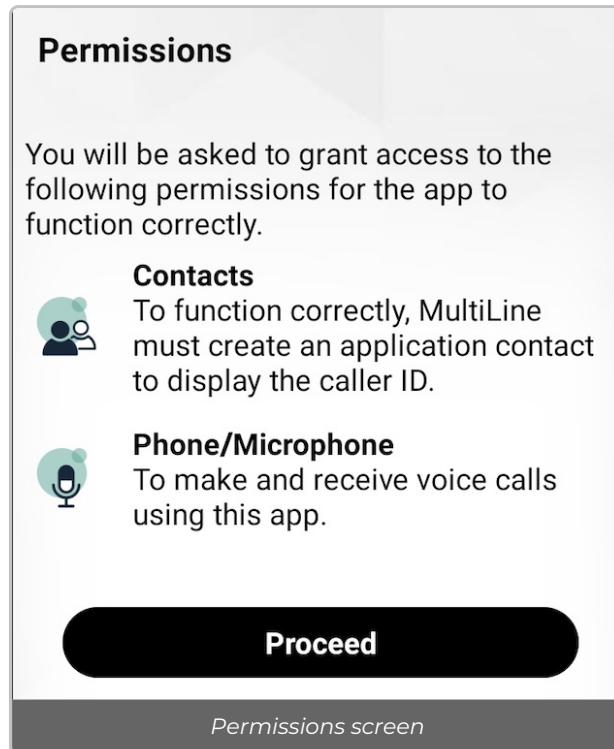 Permissions
You will be asked to grant access to the
following permissions for the app to
function correctly.
Contacts
To function correctly, MultiLine
must create an application contact
to display the caller ID.
Phone/Microphone
To make and receive voice calls
using this app.
Proceed
Permissions screen